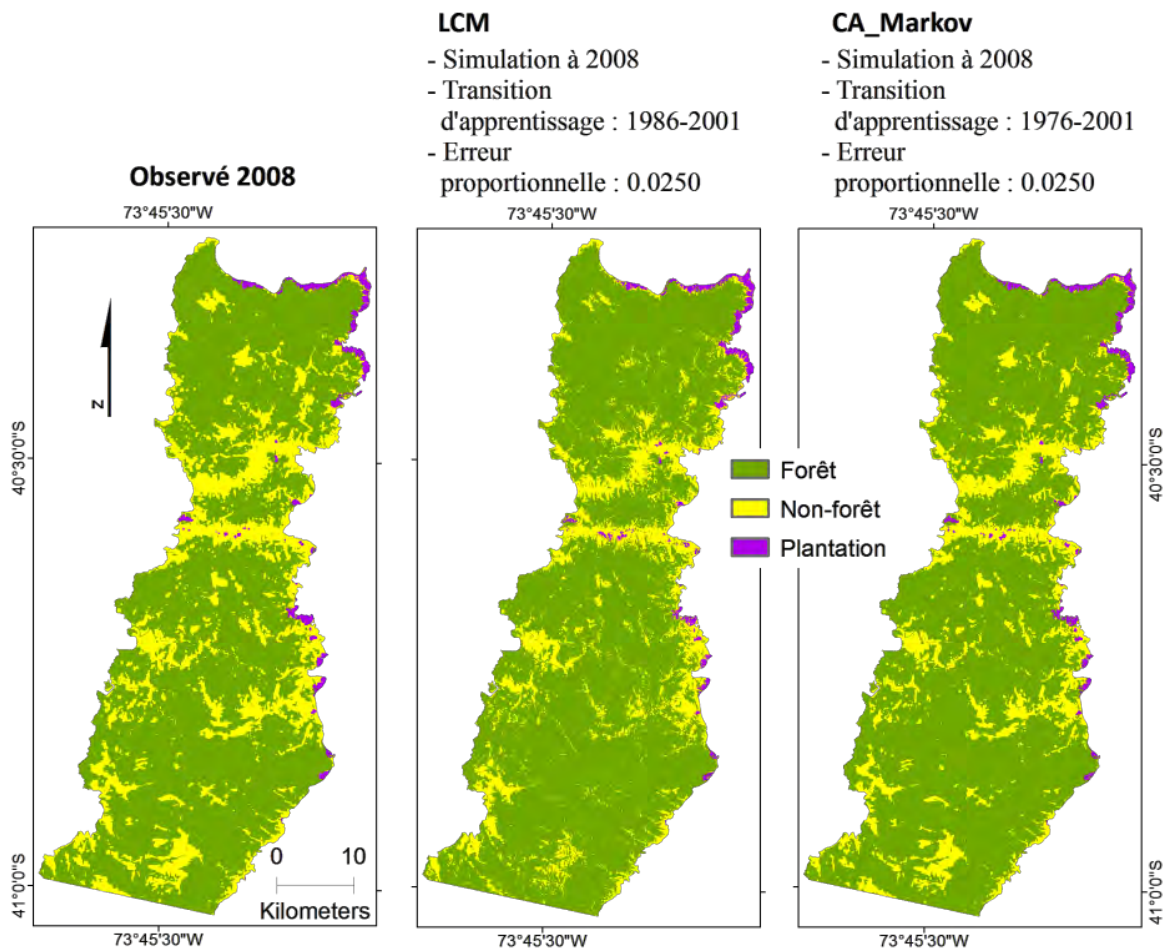 LCM
- Simulation à 2008
- Transition
d'apprentissage : 1986-2001
- Erreur
proportionnelle : 0.0250
CA_Markov
- Simulation à 2008
- Transition
d'apprentissage : 1976-2001
- Erreur
proportionnelle : 0.0250
Observé 2008
73°45'30"W
73°45'30"W
73°45'30"W
N
40°30'0"S
40°30'0"S
Forêt
Non-forêt
Plantation
0 10
Kilometers
41°0'0"S
41°0'0"S
73°45'30"W
73°45'30"W
73°45'30"W